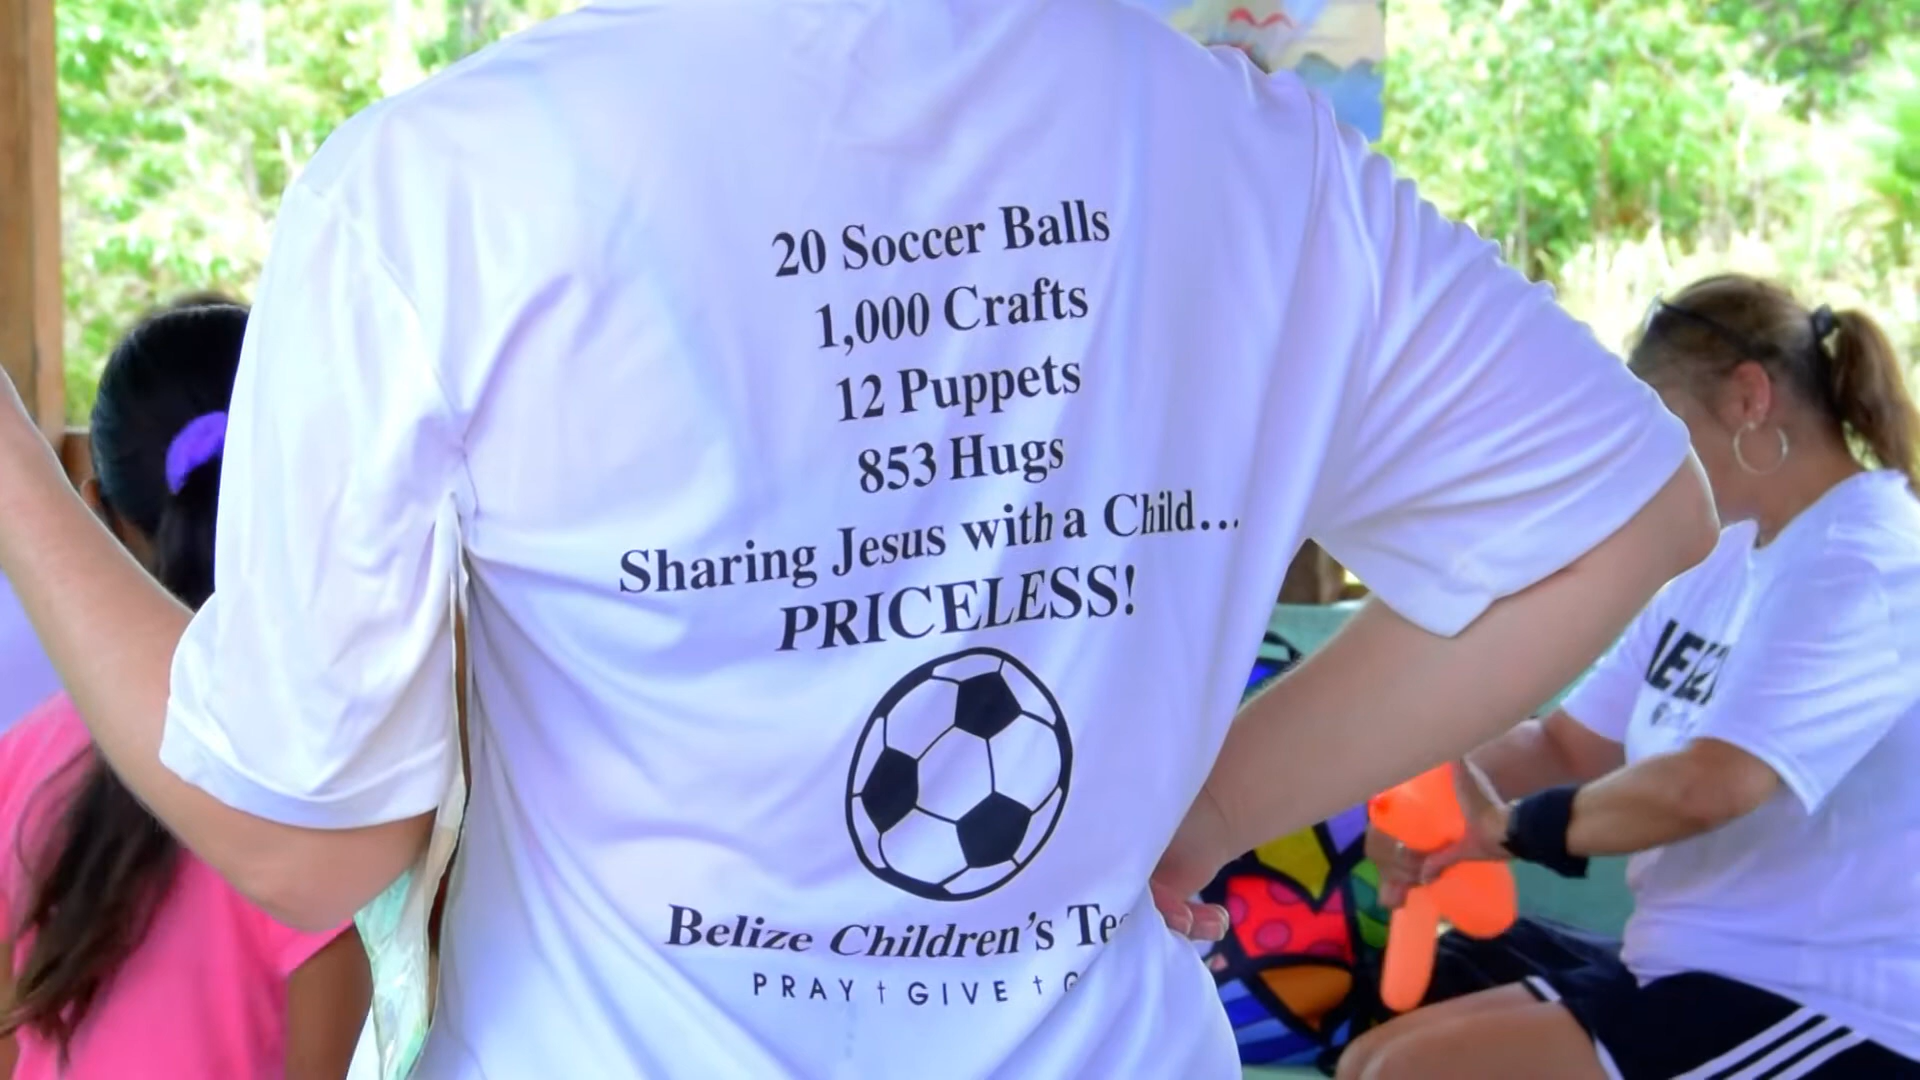 20 Soccer Balls
1,000 Crafts
12 Puppets
853 Hugs
Sharing Jesus with a Child...
PRICELESS!
Belize Children's
PRAY † GIVE †